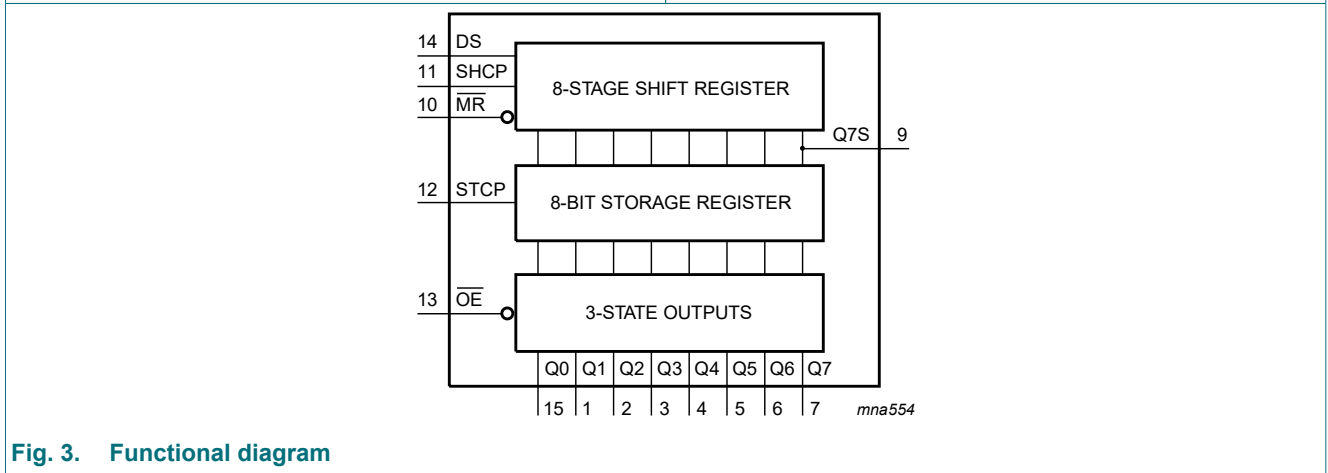 14 DS
11 SHCP
10 MR
8-STAGE SHIFT REGISTER
Q7S 9
12 STCP
8-BIT STORAGE REGISTER
13 OE
3-STATE OUTPUTS
Q0 Q1 Q2 Q3 Q4 Q5 Q6 Q7
15 1 2 3 4 5 6 7 mna554
Fig. 3. Functional diagram